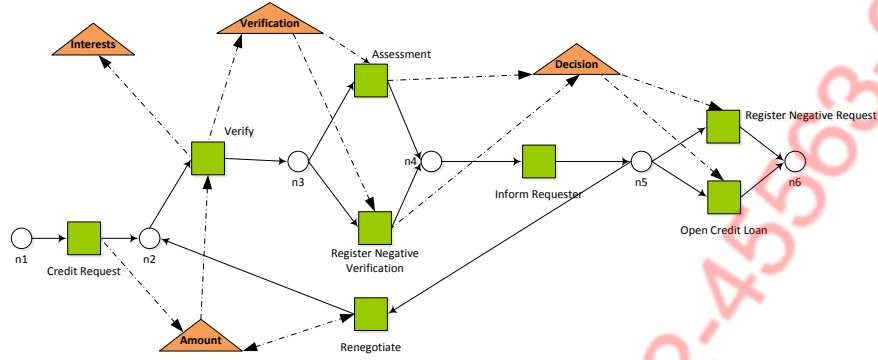 Verification
Interests
Assessment
Decision
Register Negative Request
Verify
n4
n3
n5
n6
Inform Requester
Open Credit Loan
n1
n2
Register Negative
Verification
Credit Request
Amount
Renegotiate
-45563-